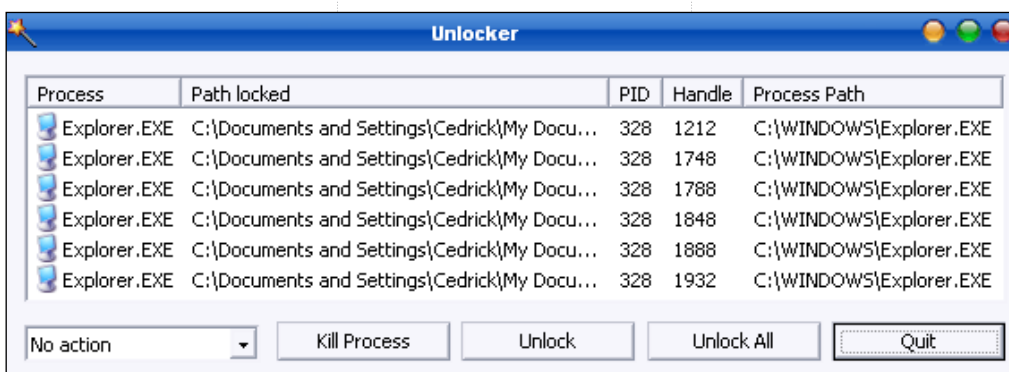 Unlocker
Process Path locked PID Handle Process Path
Explorer.EXE C:\Documents and Settings\Cedrick\My Docu... 328 1212 C:\WINDOWS\Explorer.EXE
Explorer.EXE C:\Documents and Settings\Cedrick\My Docu... 328 1748 C:\WINDOWS\Explorer.EXE
Explorer.EXE C:\Documents and Settings\Cedrick\My Docu... 328 1788 C:\WINDOWS\Explorer.EXE
Explorer.EXE C:\Documents and Settings\Cedrick\My Docu... 328 1848 C:\WINDOWS\Explorer.EXE
Explorer.EXE C:\Documents and Settings\Cedrick\My Docu... 328 1888 C:\WINDOWS\Explorer.EXE
Explorer.EXE C:\Documents and Settings\Cedrick\My Docu... 328 1932 C:\WINDOWS\Explorer.EXE
No action Kill Process Unlock Unlock All Quit